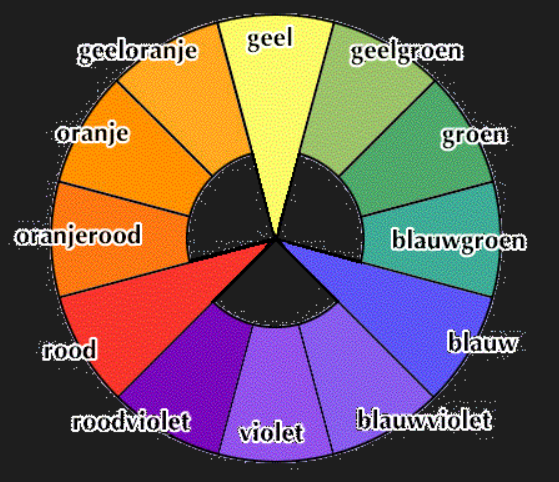 geel
geeloranje
geelgroen
oranje
groen
oranjerood
blauwgroen
rood
blauw
roodviolet
violet
blauwviolet